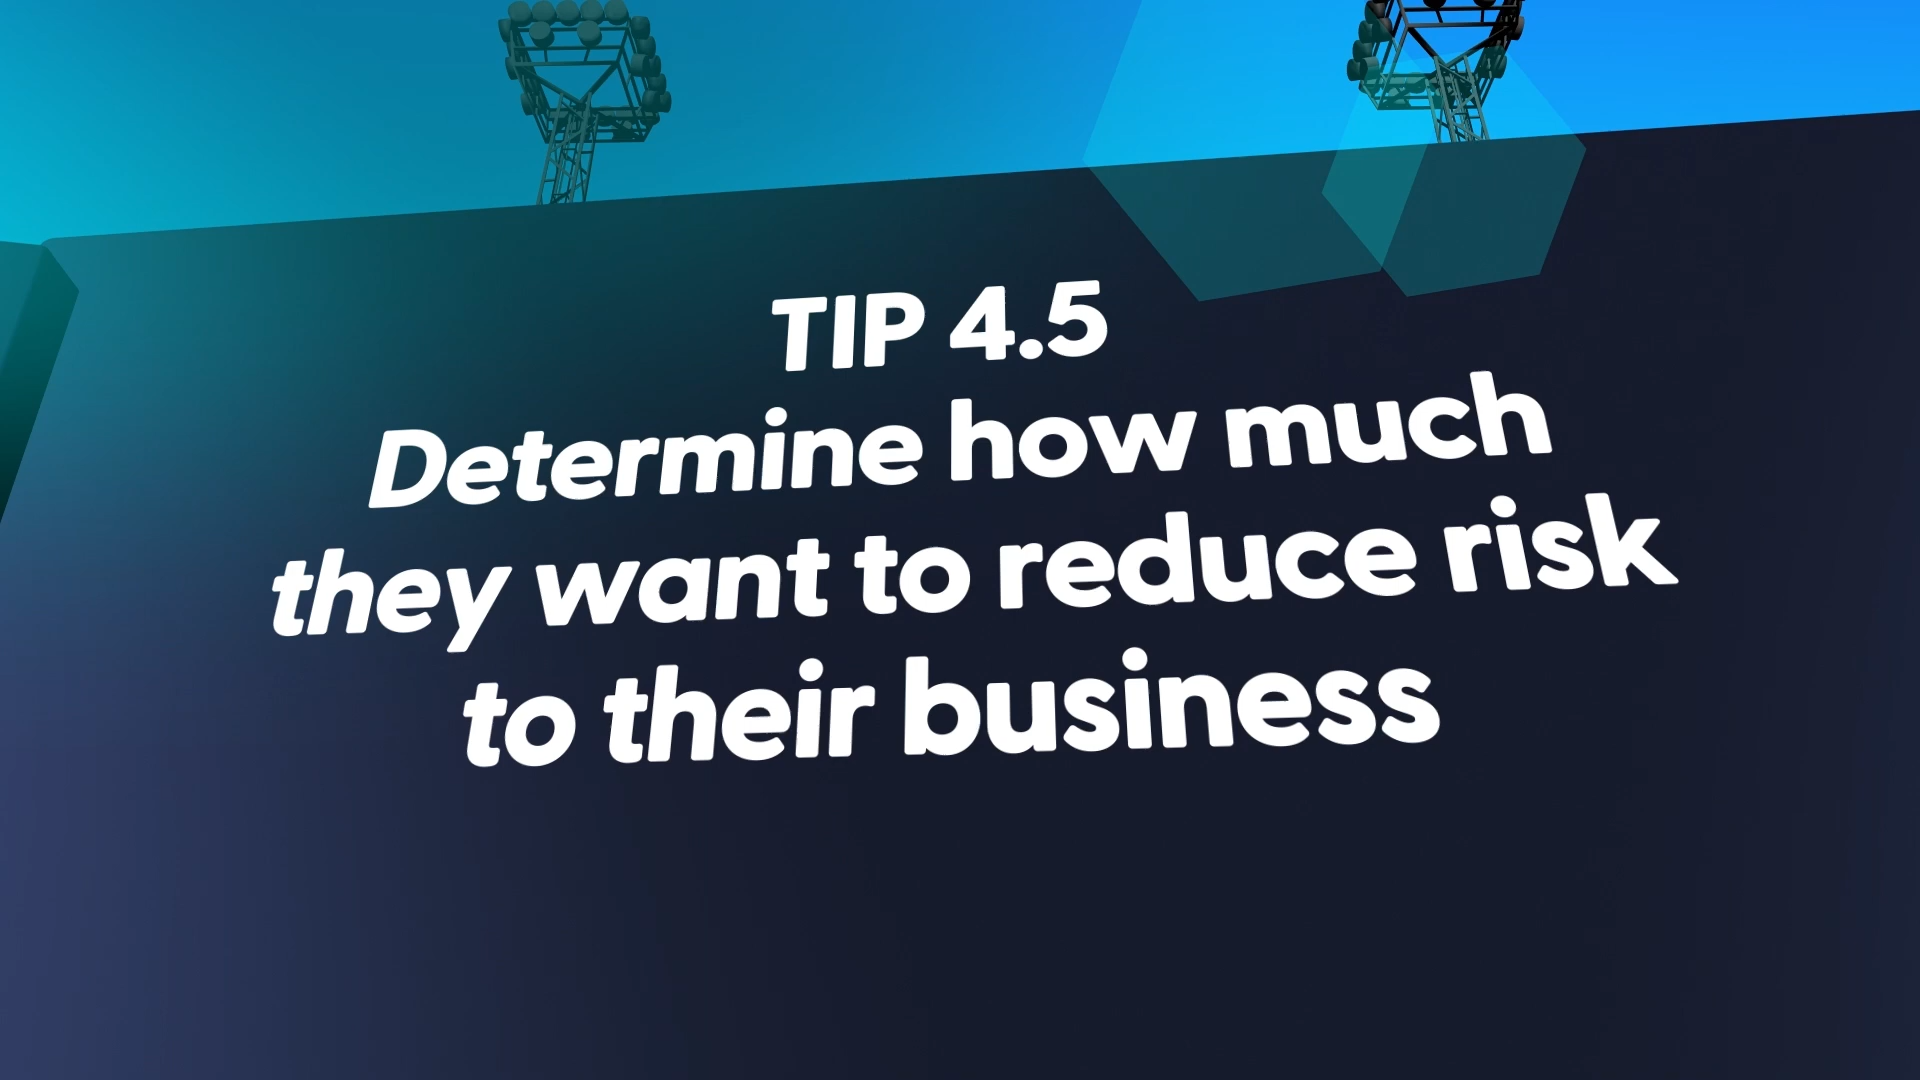 TIP 4.5
Determine how much
they want to reduce risk
to their business